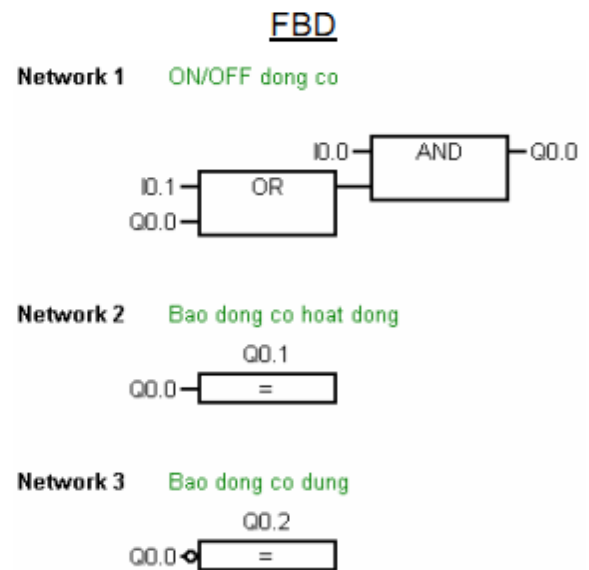 FBD
Network 1 ON/OFF dong co
I0.0 AND Q0.0
I0.1 OR
Q0.0
Network 2 Bao dong co hoat dong
Q0.1
Q0.0 =
Network 3 Bao dong co dung
Q0.2
Q0.0 =